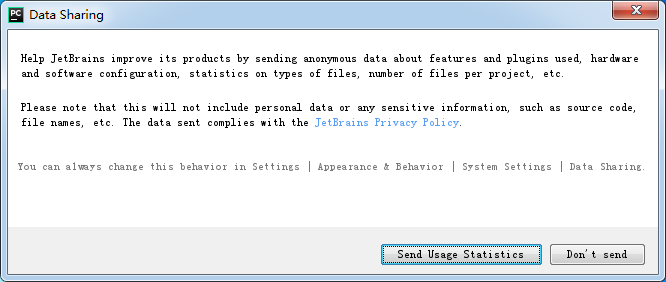 PC Data Sharing
Help JetBrains improve its products by sending anonymous data about features and plugins used, hardware
and software configuration, statistics on types of files, number of files per project, etc.
Please note that this will not include personal data or any sensitive information, such as source code,
file names, etc. The data sent complies with the JetBrains Privacy Policy.
You can always change this behavior in Settings | Appearance & Behavior | System Settings | Data Sharing.
Send Usage Statistics Don't send